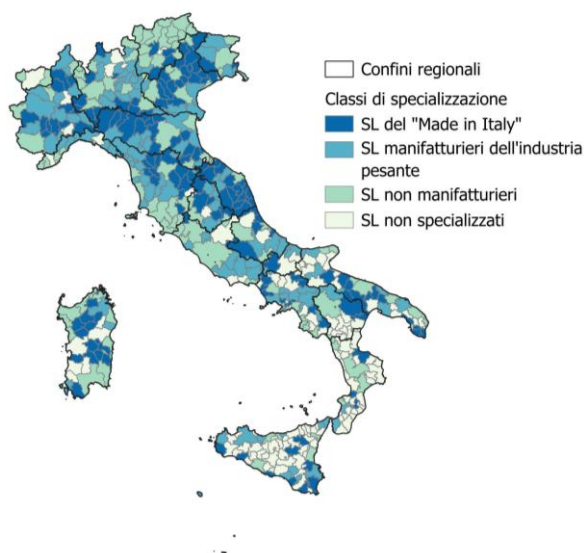 Confini regionali
Classi di specializzazione
SL del "Made in Italy"
SL manifatturieri dell'industria
pesante
SL non manifatturieri
SL non specializzati